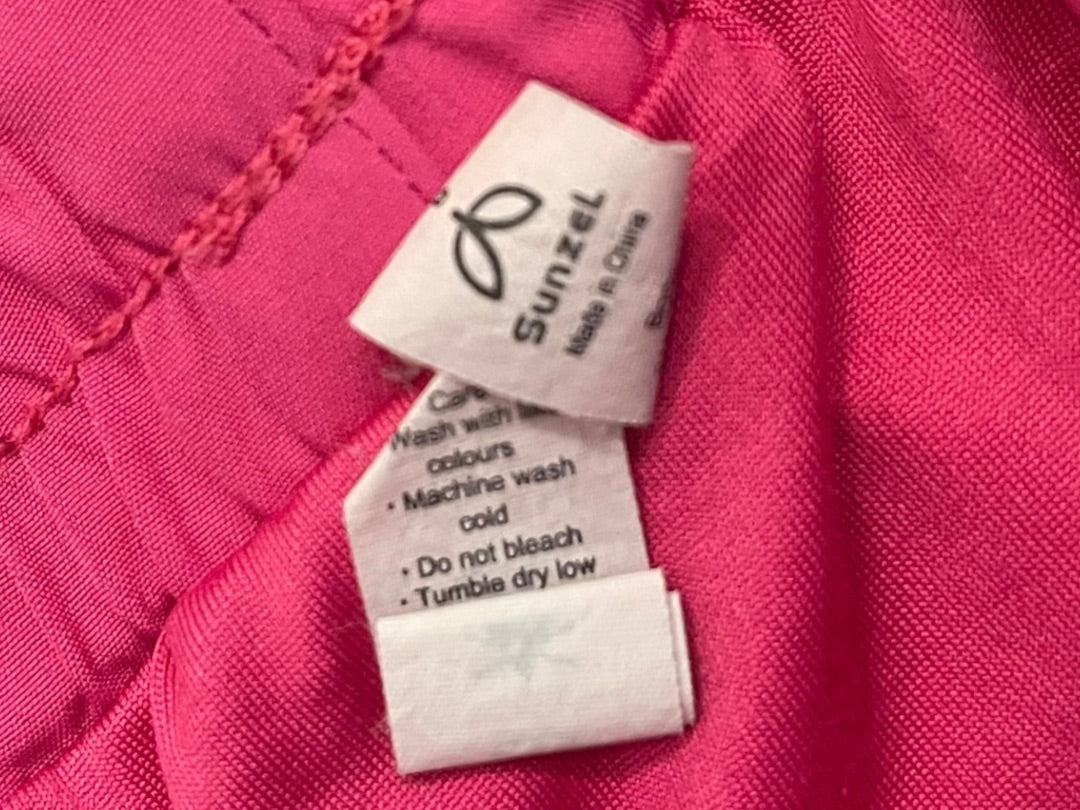 Sunzel
Made in China
Wash with
colours
• Machine wash
cold
• Do not bleach
• Tumble dry low